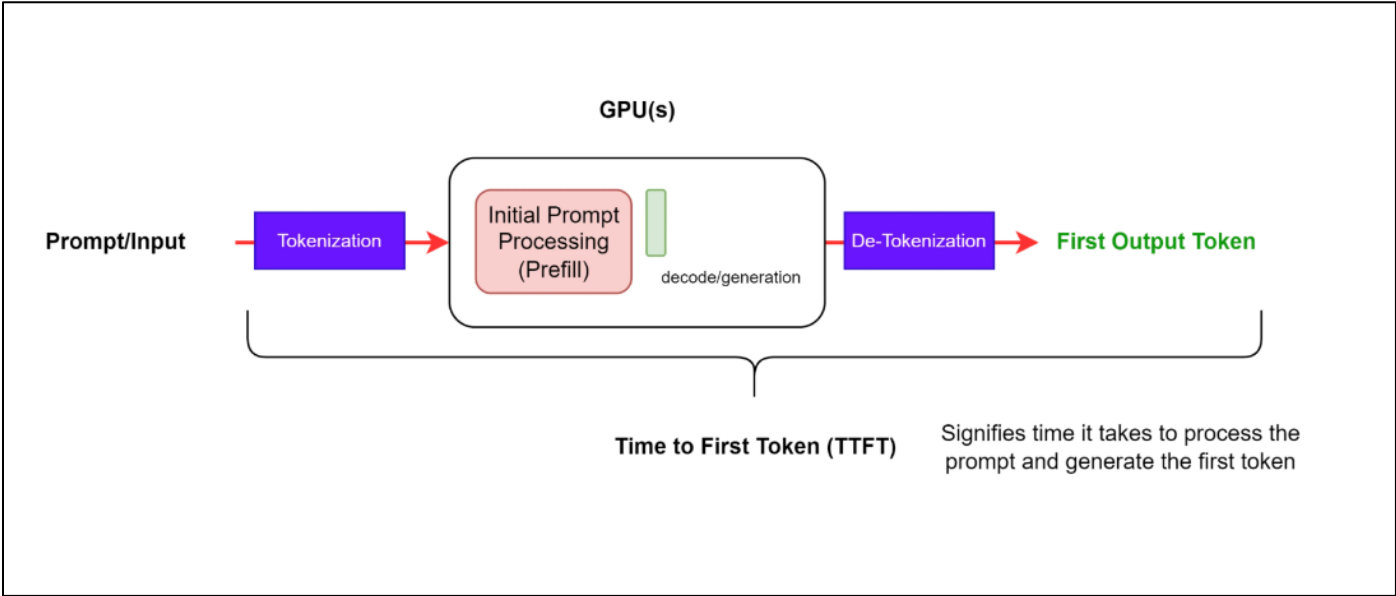 GPU(s)
Prompt/Input
Tokenization
Initial Prompt
Processing
(Prefill)
decode/generation
De-Tokenization
First Output Token
Time to First Token (TTFT)
Signifies time it takes to process the
prompt and generate the first token